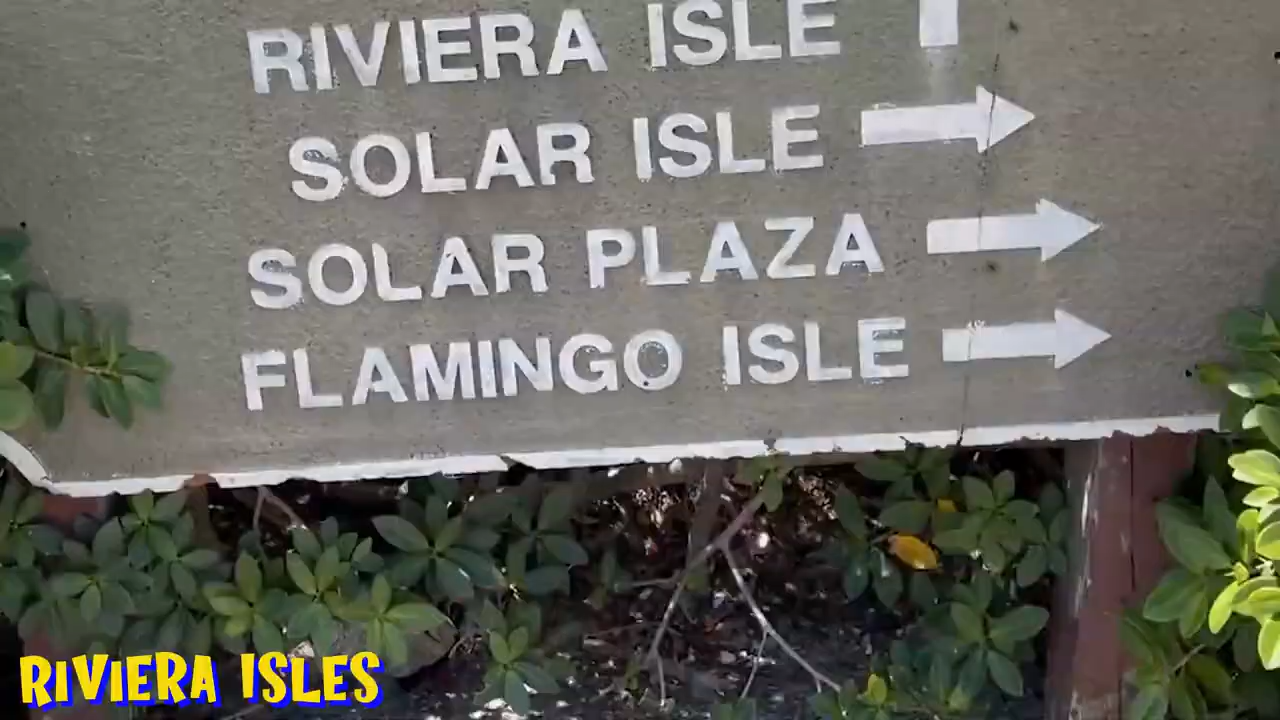 RIVIERA ISLE
SOLAR ISLE
SOLAR PLAZA
FLAMINGO ISLE
RIVIERA ISLES